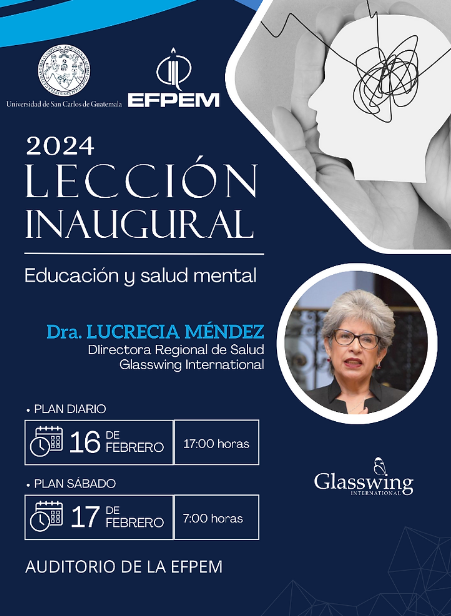 Universidad de San Carlos de Guatemala
EFPEM
2024
LECCIÓN
INAUGURAL
Educación y salud mental
Dra. LUCRECIA MÉNDEZ
DIirectora Regional de Salud
Glasswing International
• PLAN DIARIO
16 DE FEBRERO
17:00 horas
• PLAN SÁBADO
17 DE FEBRERO
7:00 horas
Glasswing
INTERNATIONAL
AUDITORIO DE LA EFPEM